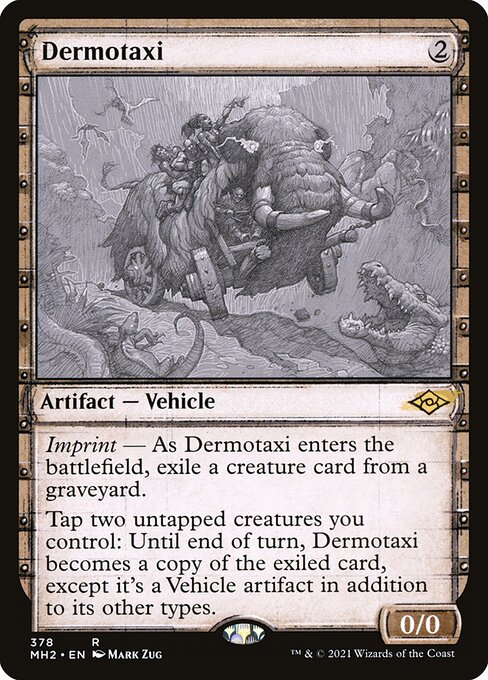 Dermotaxi 2
Artifact — Vehicle
Imprint — As Dermotaxi enters the
battlefield, exile a creature card from a
graveyard.
Tap two untapped creatures you
control: Until end of turn, Dermotaxi
becomes a copy of the exiled card,
except it's a Vehicle artifact in addition
to its other types.
0/0
378 R
MH2 • EN Mark Zug
™ & © 2021 Wizards of the Coast